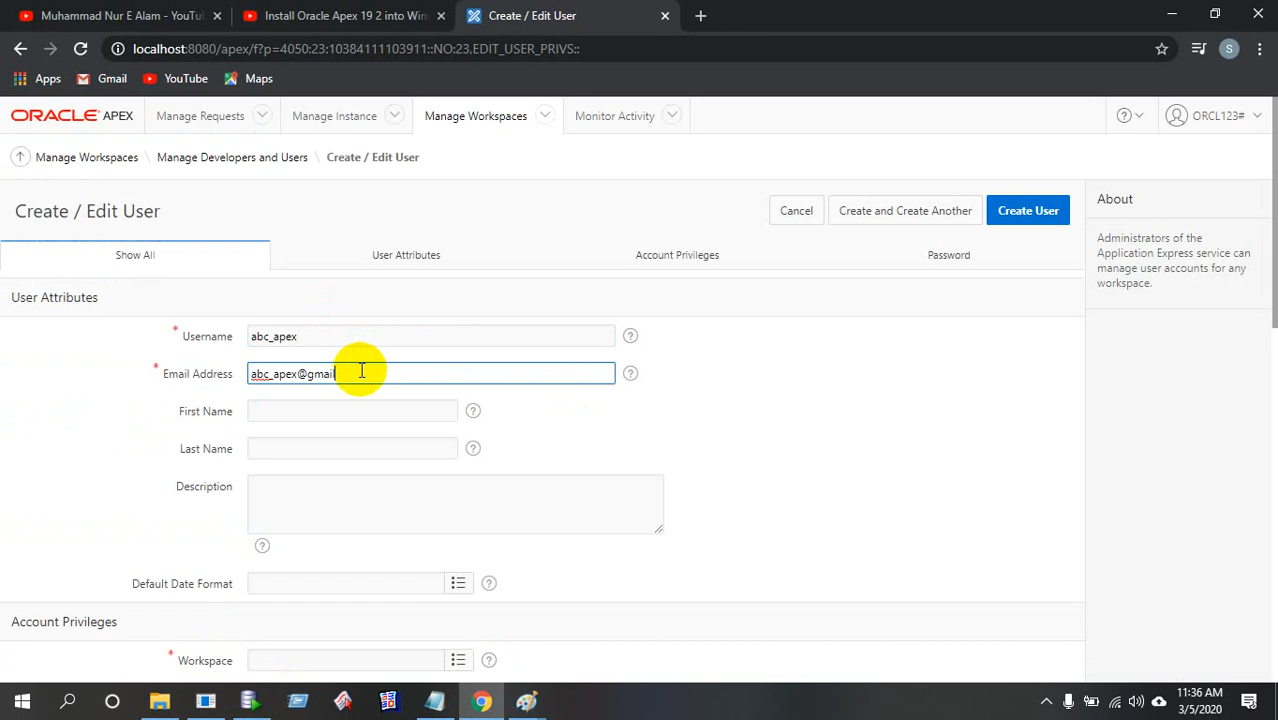 Muhammad Nur E Alam - YouTu
Install Oracle Apex 19 2 into Win
Create / Edit User
localhost:8080/apex/f?p=4050:23:10384111103911::NO:23,EDIT_USER_PRIVS::
S
Apps Gmail YouTube Maps
ORACLE APEX Manage Requests Manage Instance Manage Workspaces Monitor Activity ? ORCL123#
Manage Workspaces \ Manage Developers and Users / Create / Edit User
Create / Edit User
Cancel Create and Create Another Create User
About
Administrators of the
Application Express service can
manage user accounts for any
workspace.
Show All User Attributes Account Privileges Password
User Attributes
* Username abc_apex ?
* Email Address abc_apex@gmail ?
First Name ?
Last Name ?
Description
?
Default Date Format ?
Account Privileges
* Workspace ?
11:36 AM
3/5/2020